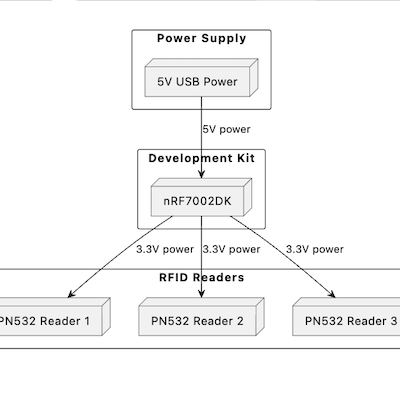 Power Supply
5V USB Power
5V power
Development Kit
nRF7002DK
3.3V power 3.3V power 3.3V power
RFID Readers
PN532 Reader 1 PN532 Reader 2 PN532 Reader 3